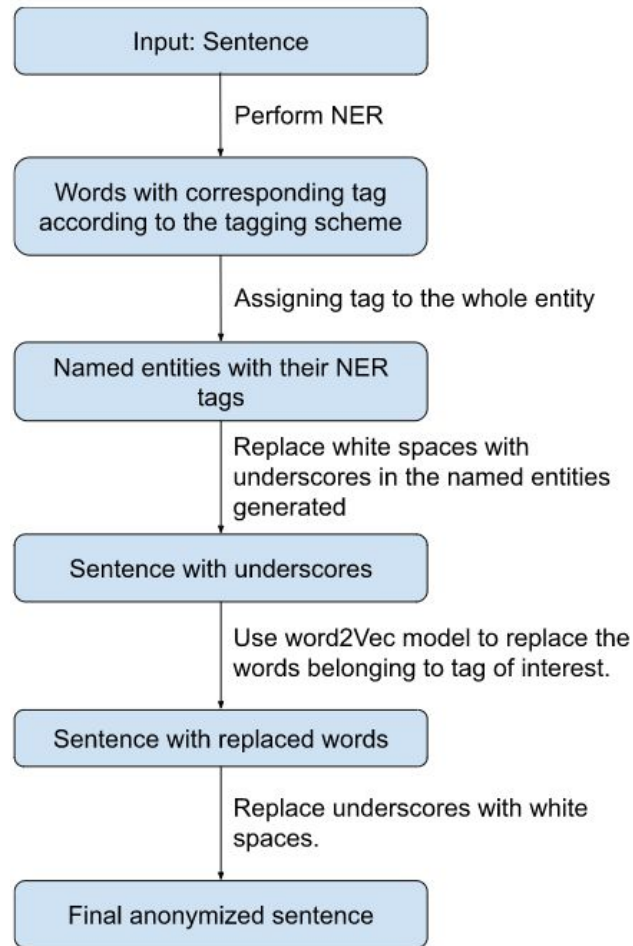 Input: Sentence
Perform NER
Words with corresponding tag
according to the tagging scheme
Assigning tag to the whole entity
Named entities with their NER
tags
Replace white spaces with
underscores in the named entities
generated
Sentence with underscores
Use word2Vec model to replace the
words belonging to tag of interest.
Sentence with replaced words
Replace underscores with white
spaces.
Final anonymized sentence